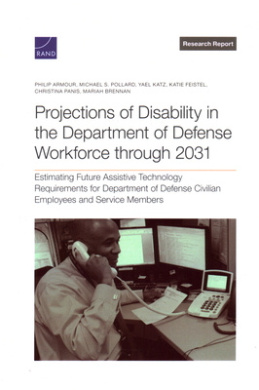 RAND
Research Report
PHILIP ARMOUR, MICHAEL S. POLLARD, YAEL KATZ, KATIE FEISTEL,
CHRISTINA PANIS, MARIAH BRENNAN
Projections of Disability in
the Department of Defense
Workforce through 2031
Estimating Future Assistive Technology
Requirements for Department of Defense Civilian
Employees and Service Members